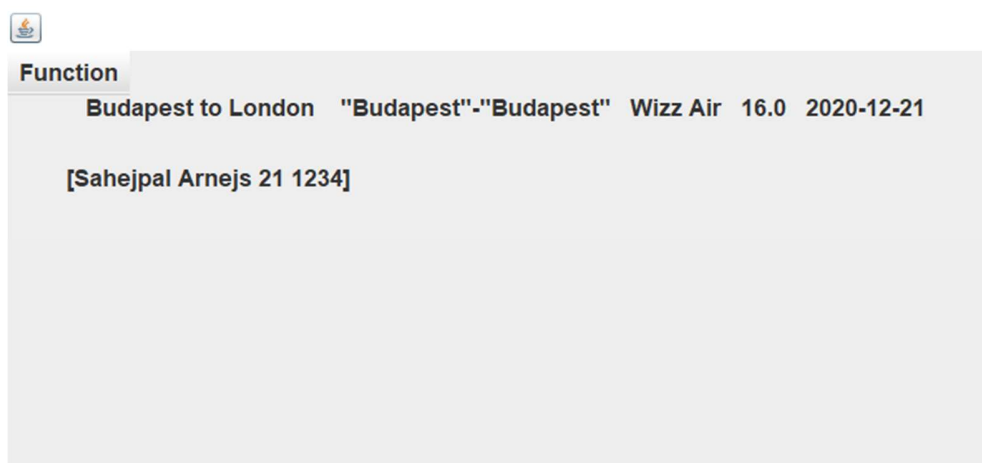 Function
Budapest to London "Budapest"-"Budapest" Wizz Air 16.0 2020-12-21
[Sahejpal Arnejs 21 1234]